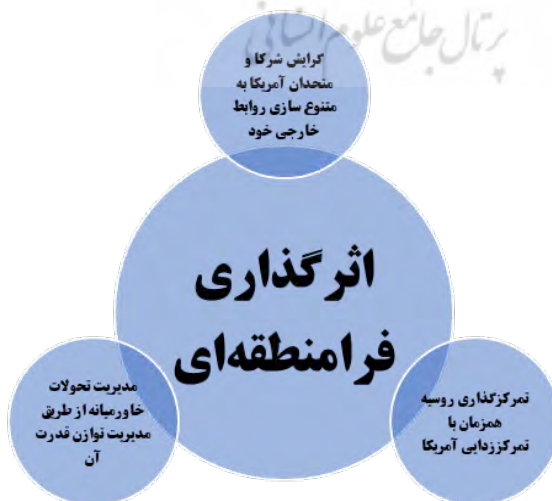 پرتال جامع علوم انسانی
گرایش شرکا و
متحدان آمریکا به
متنوع سازی روابط
خارجی خود
اثرگذاری
فرامنطقه‌ای
تمرکزگذاری روسیه
همزمان با
تمرکززدایی آمریکا
مدیریت تحولات
خاورمیانه از طریق
مدیریت توازن قدرت
آن